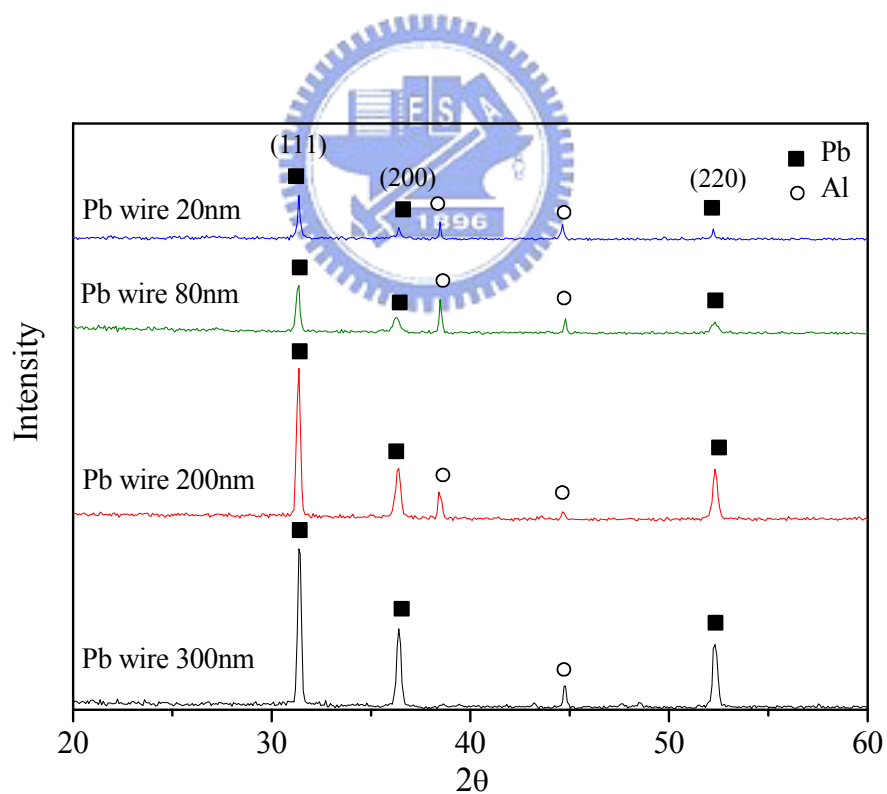 E S A
1896
(111)
(200)
(220)
■ Pb
○ Al
Pb wire 20nm
Pb wire 80nm
Pb wire 200nm
Pb wire 300nm
Intensity
20
30
40
50
60
2θ